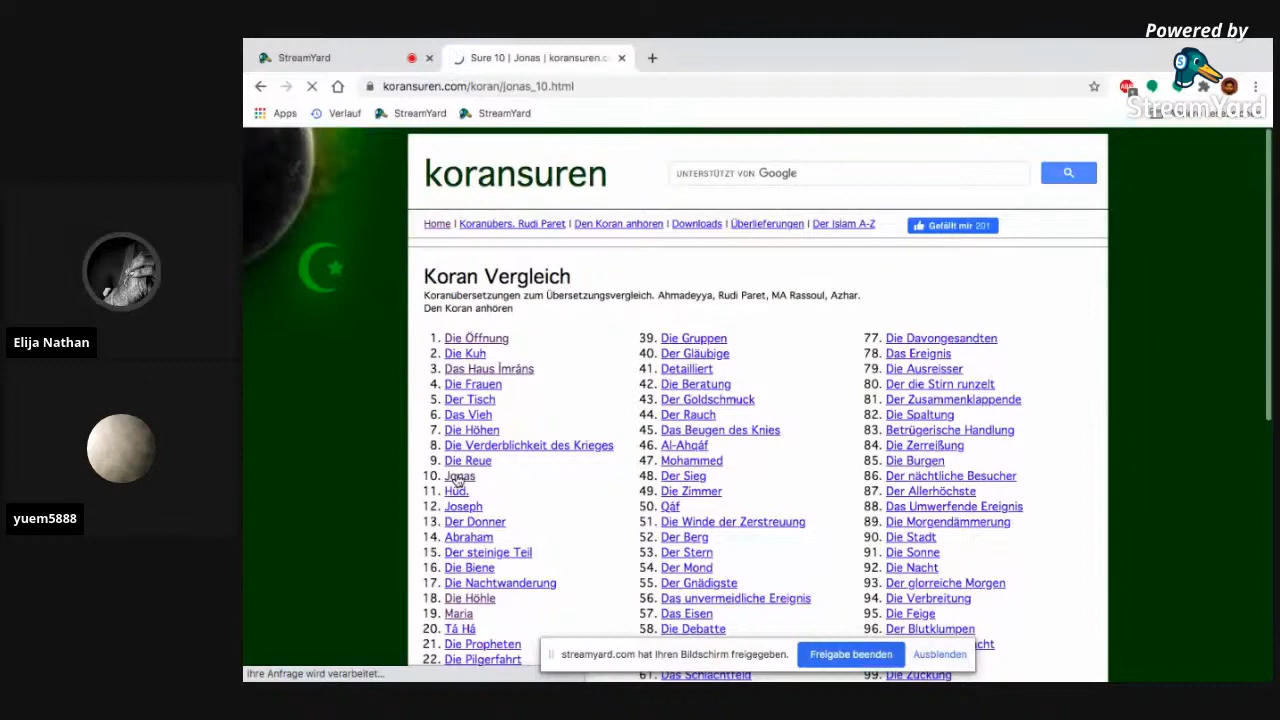 Powered by
StreamYard
StreamYard
Sure 10 | Jonas | koransuren.c
koransuren.com/koran/jonas_10.html
Apps
Verlauf
StreamYard
StreamYard
koransuren
UNTERSTÜTZT VON Google
Home | Koranübers. Rudi Paret | Den Koran anhören | Downloads | Überlieferungen | Der Islam A-Z
Gefällt mir 201
Koran Vergleich
Koranübersetzungen zum Übersetzungsvergleich. Ahmadeyya, Rudi Paret, MA Rassoul, Azhar.
Den Koran anhören
1. Die Öffnung
2. Die Kuh
3. Das Haus Ímráns
4. Die Frauen
5. Der Tisch
6. Das Vieh
7. Die Höhen
8. Die Verderblichkeit des Krieges
9. Die Reue
10. Jonas
11. Húd.
12. Joseph
13. Der Donner
14. Abraham
15. Der steinige Teil
16. Die Biene
17. Die Nachtwanderung
18. Die Höhle
19. Maria
20. Tá Há
21. Die Propheten
22. Die Pilgerfahrt
39. Die Gruppen
40. Der Gläubige
41. Detailliert
42. Die Beratung
43. Der Goldschmuck
44. Der Rauch
45. Das Beugen des Knies
46. Al-Ahqáf
47. Mohammed
48. Der Sieg
49. Die Zimmer
50. Qáf
51. Die Winde der Zerstreuung
52. Der Berg
53. Der Stern
54. Der Mond
55. Der Gnädigste
56. Das unvermeidliche Ereignis
57. Das Eisen
58. Die Debatte
61. Das Schlachtfeld
77. Die Davongesandten
78. Das Ereignis
79. Die Ausreisser
80. Der die Stirn runzelt
81. Der Zusammenklappende
82. Die Spaltung
83. Betrügerische Handlung
84. Die Zerreißung
85. Die Burgen
86. Der nächtliche Besucher
87. Der Allerhöchste
88. Das Umwerfende Ereignis
89. Die Morgendämmerung
90. Die Stadt
91. Die Sonne
92. Die Nacht
93. Der glorreiche Morgen
94. Die Verbreitung
95. Die Feige
96. Der Blutklumpen
99. Die Zuckung
streamyard.com hat Ihren Bildschirm freigegeben.
Freigabe beenden
Ausblenden
Ihre Anfrage wird verarbeitet...
Elija Nathan
yuem5888